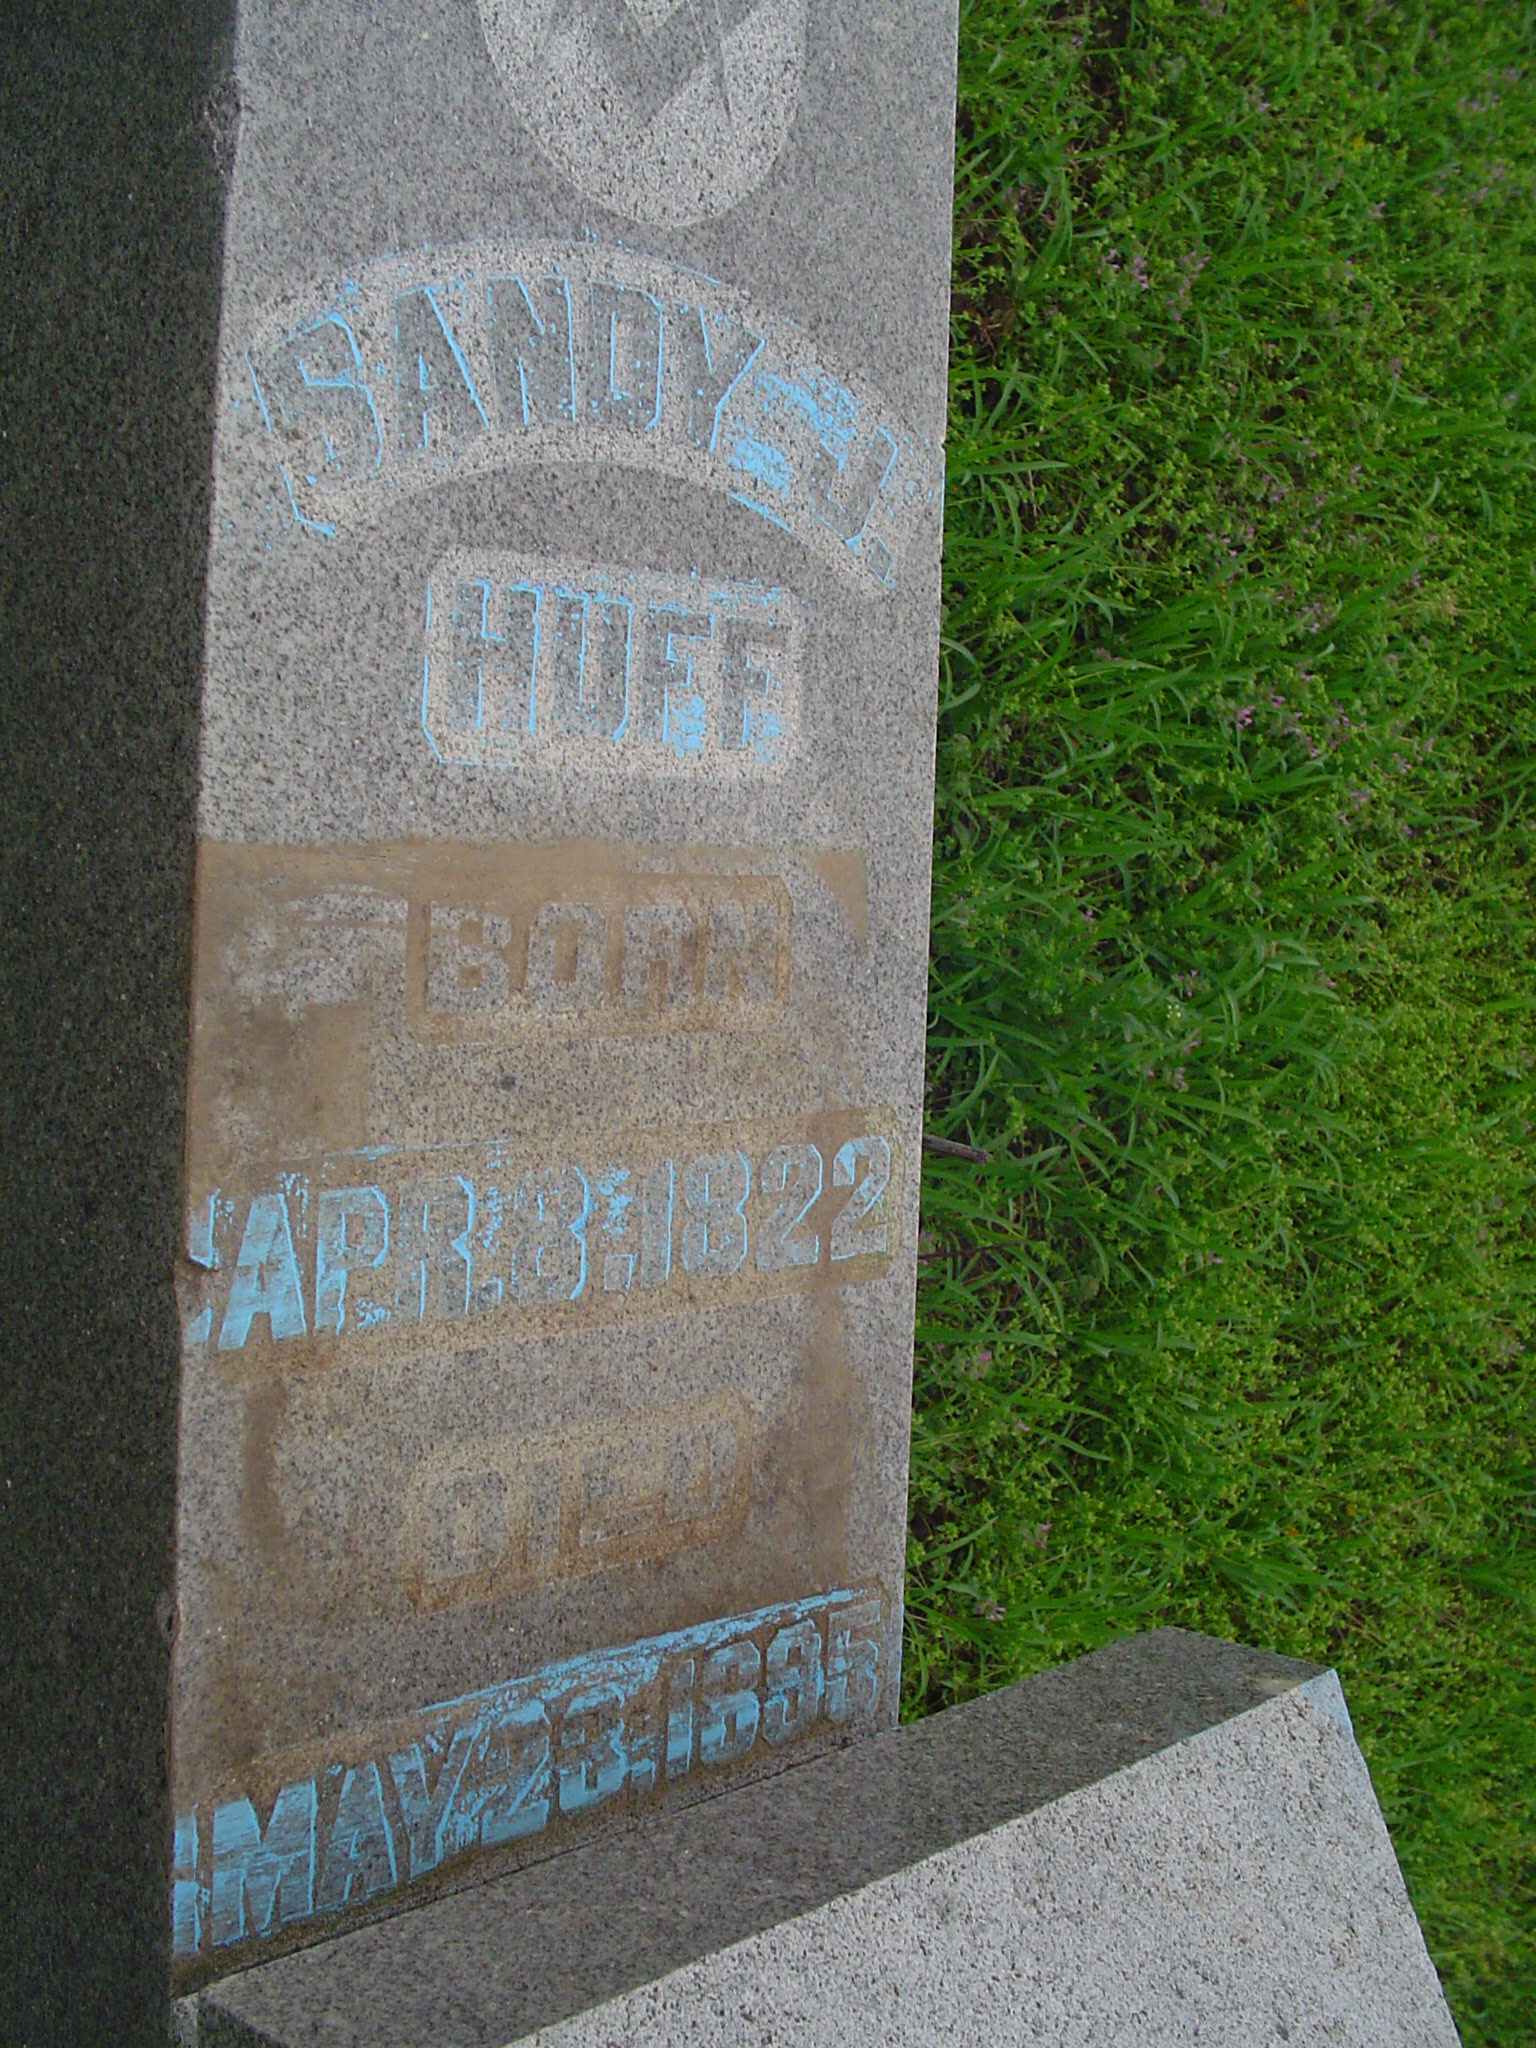 SANDY J.
HUFF
BORN
APR. 8. 1822
DIED
MAY 28, 1895